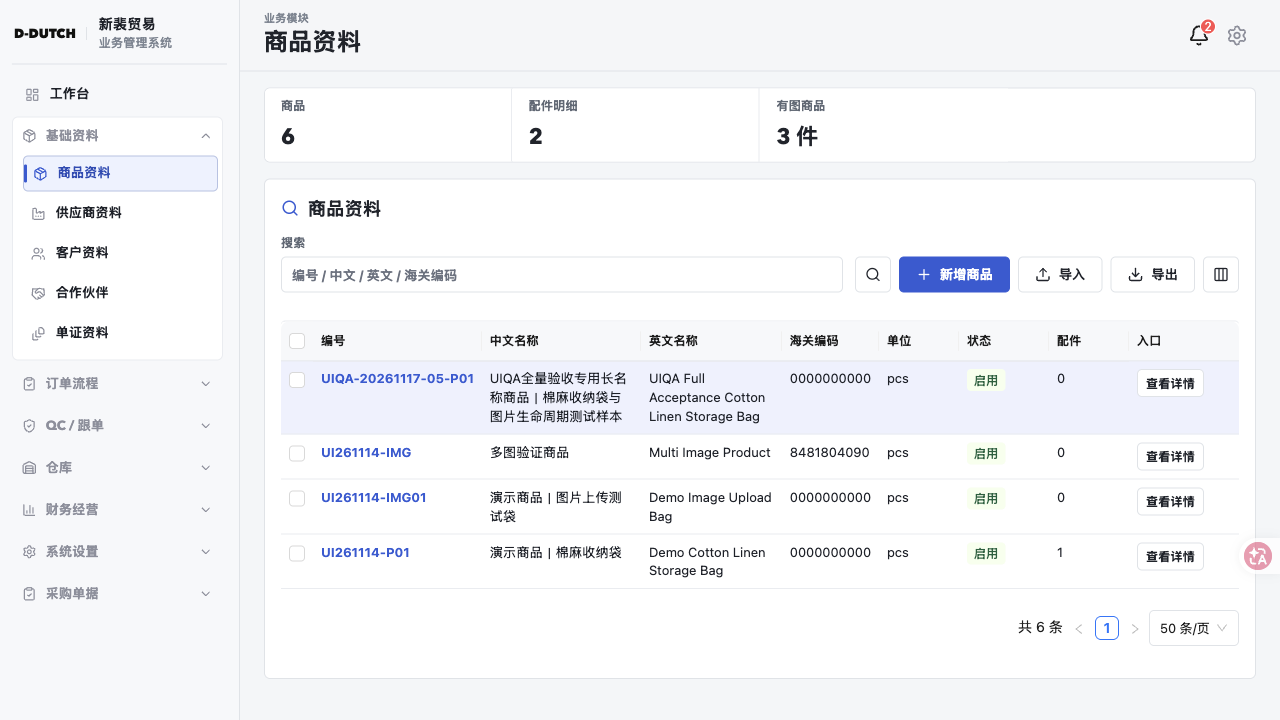 D-DUTCH
新裴贸易
业务管理系统
工作台
基础资料
商品资料
供应商资料
客户资料
合作伙伴
单证资料
订单流程
QC / 跟单
仓库
财务经营
系统设置
采购单据
业务模块
商品资料
2
商品
6
配件明细
2
有图商品
3 件
商品资料
搜索
编号 / 中文 / 英文 / 海关编码
新增商品
导入
导出
编号 中文名称 英文名称 海关编码 单位 状态 配件 入口
UIQA-20261117-05-P01 UIQA全量验收专用长名 UIQA Full 0000000000 pcs 启用 0 查看详情
称商品 | 棉麻收纳袋与 Acceptance Cotton
图片生命周期测试样本 Linen Storage Bag
UI261114-IMG 多图验证商品 Multi Image Product 8481804090 pcs 启用 0 查看详情
UI261114-IMG01 演示商品 | 图片上传测 Demo Image Upload 0000000000 pcs 启用 0 查看详情
试袋 Bag
UI261114-P01 演示商品 | 棉麻收纳袋 Demo Cotton Linen 0000000000 pcs 启用 1 查看详情
Storage Bag
共 6 条 1 50 条/页